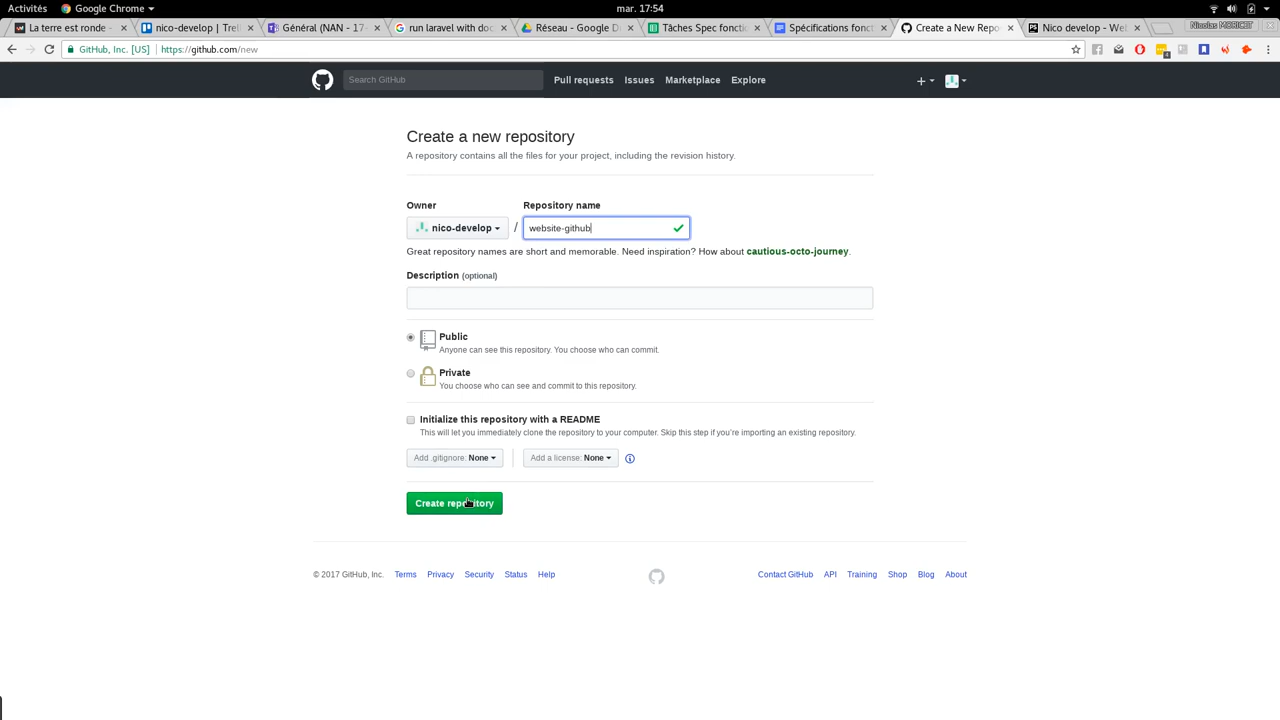 Activités Google Chrome mar. 17:54
La terre est ronde - nico-develop | Trell Général (NAN - 17- run laravel with doc Réseau - Google D Tâches Spec fonctio Spécifications fonct Create a New Repo Nico develop - Web Nicolas MORICET
GitHub, Inc. [US] https://github.com/new
Search GitHub Pull requests Issues Marketplace Explore
Create a new repository
A repository contains all the files for your project, including the revision history.
Owner Repository name
nico-develop / website-github
Great repository names are short and memorable. Need inspiration? How about cautious-octo-journey.
Description (optional)
Public
Anyone can see this repository. You choose who can commit.
Private
You choose who can see and commit to this repository.
Initialize this repository with a README
This will let you immediately clone the repository to your computer. Skip this step if you're importing an existing repository.
Add .gitignore: None Add a license: None
Create repository
© 2017 GitHub, Inc. Terms Privacy Security Status Help Contact GitHub API Training Shop Blog About